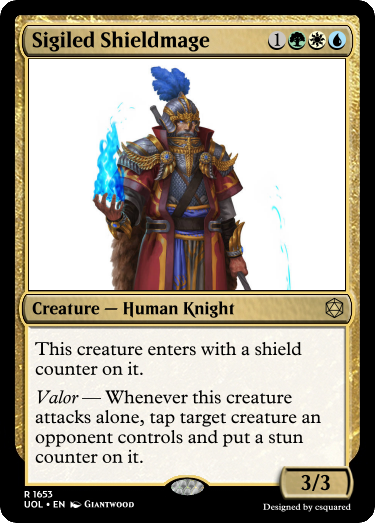 Sigiled Shieldmage 1
Creature — Human Knight
This creature enters with a shield
counter on it.
Valor — Whenever this creature
attacks alone, tap target creature an
opponent controls and put a stun
counter on it.
3/3
R 1653
UOL • EN Giantwood
Designed by csquared